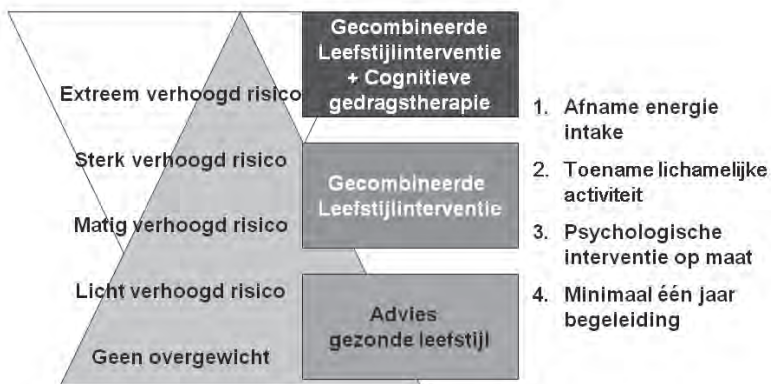 Extreem verhoogd risico
Sterk verhoogd risico
Matig verhoogd risico
Licht verhoogd risico
Geen overgewicht
Gecombineerde
Leefstijlinterventie
+ Cognitieve
gedragstherapie
Gecombineerde
Leefstijlinterventie
Advies
gezonde leefstijl
1. Afname energie
intake
2. Toename lichamelijke
activiteit
3. Psychologische
interventie op maat
4. Minimaal één jaar
begeleiding